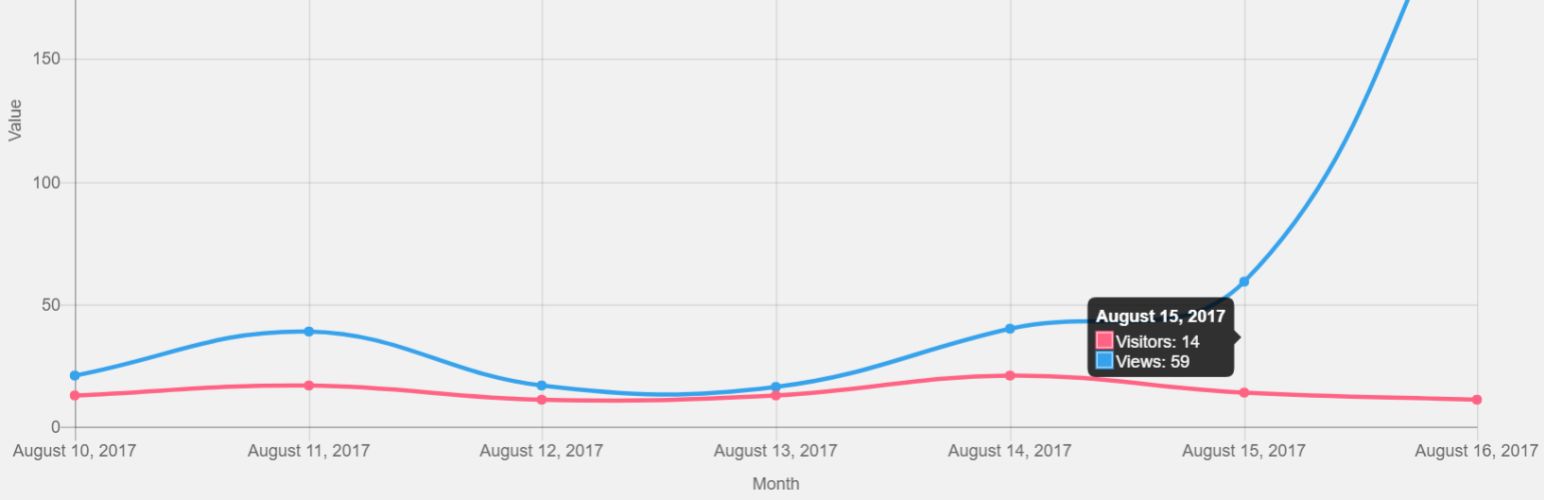 150
Value
100
50
0
August 15, 2017
Visitors: 14
Views: 59
August 10, 2017
August 11, 2017
August 12, 2017
August 13, 2017
August 14, 2017
August 15, 2017
August 16, 2017
Month